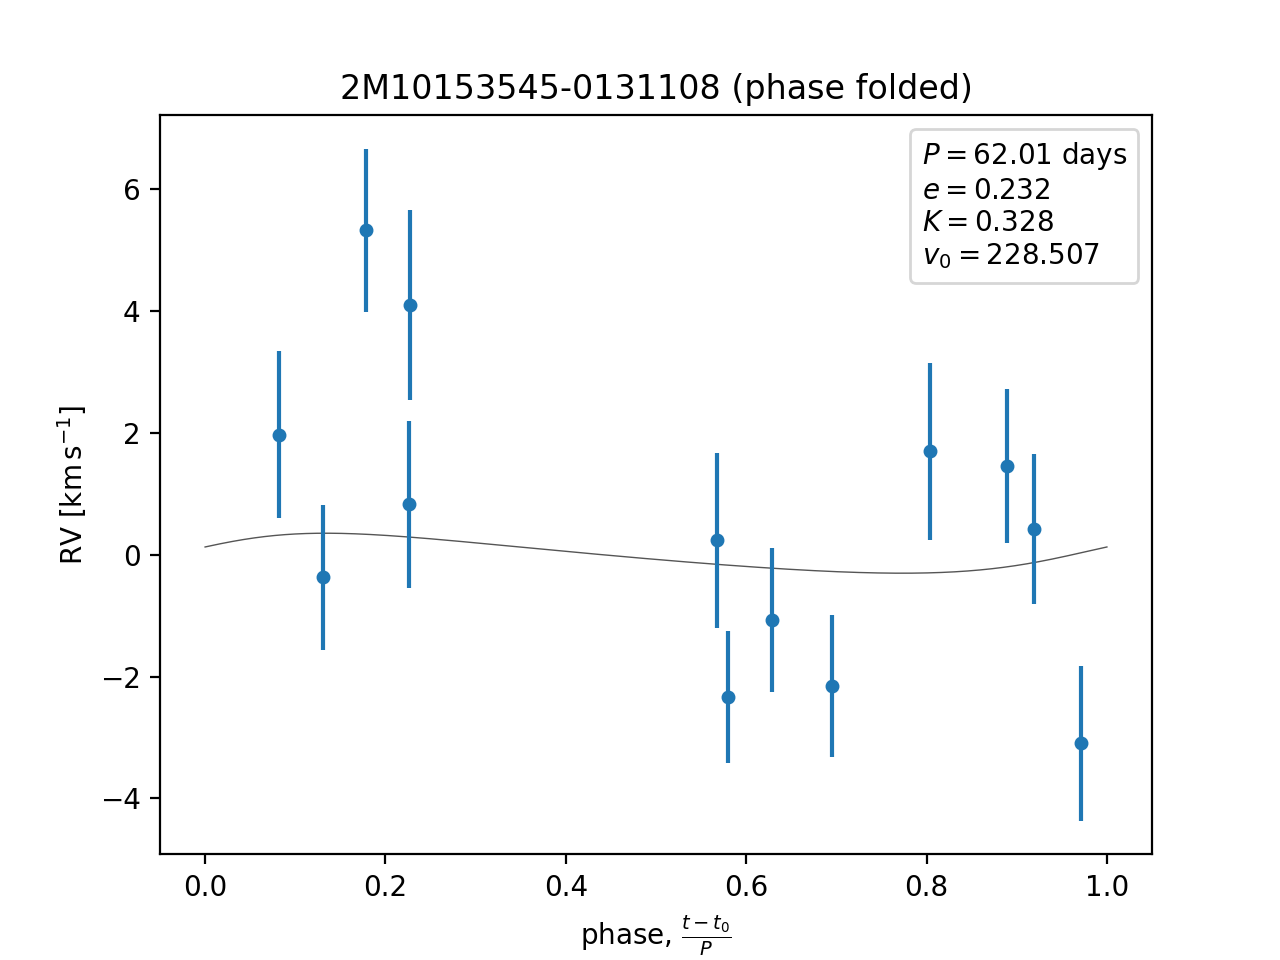 2M10153545-0131108 (phase folded)
P = 62.01 days
e = 0.232
K = 0.328
v₀ = 228.507
RV [km s⁻¹]
6
4
2
0
−2
−4
0.0 0.2 0.4 0.6 0.8 1.0
phase, (t − t₀)/P